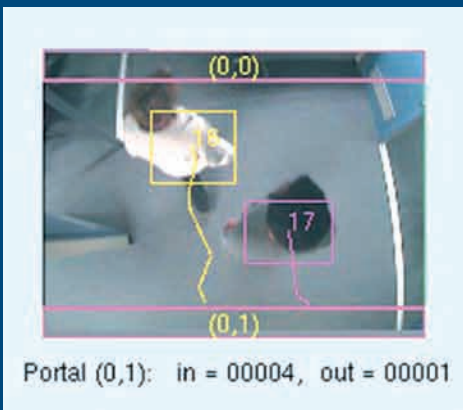 (0,0)
18
17
(0,1)
Portal (0,1): in = 00004, out = 00001